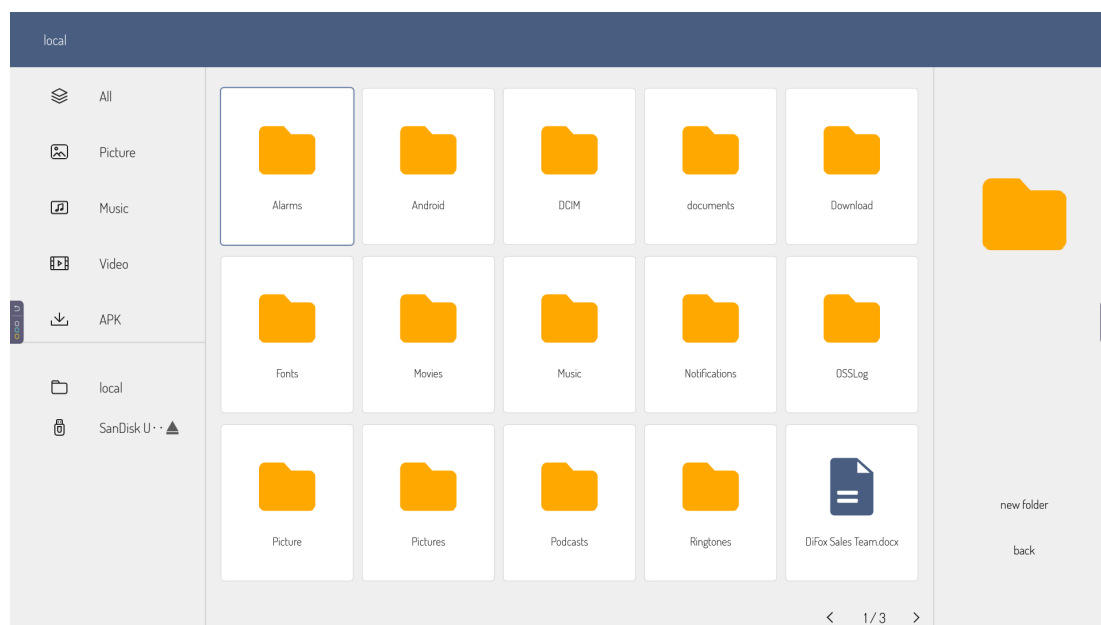 local
All
Picture
Music
Video
APK
local
SanDisk U··
Alarms
Android
DCIM
documents
Download
Fonts
Movies
Music
Notifications
OSSLog
Picture
Pictures
Podcasts
Ringtones
DiFox Sales Team.docx
new folder
back
1/3